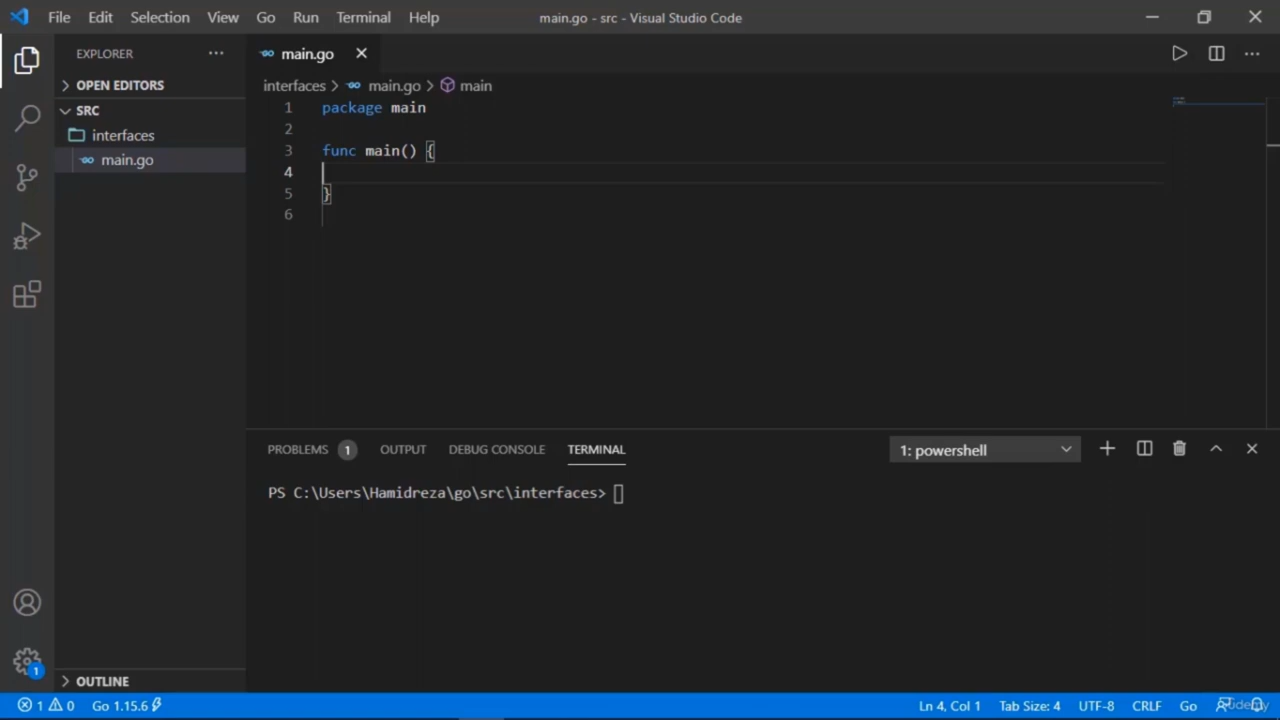 File Edit Selection View Go Run Terminal Help
main.go - src - Visual Studio Code
EXPLORER
main.go
OPEN EDITORS
interfaces > main.go > main
SRC
interfaces
main.go
1 package main
2
3 func main() {
4
5 }
6
PROBLEMS 1 OUTPUT DEBUG CONSOLE TERMINAL
1: powershell
PS C:\Users\Hamidreza\go\src\interfaces>
1
OUTLINE
1 0 Go 1.15.6
Ln 4, Col 1 Tab Size: 4 UTF-8 CRLF Go
udemy